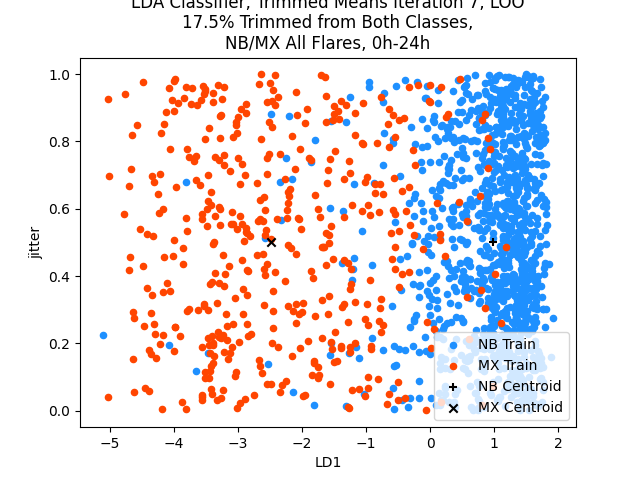 LDA Classifier, Trimmed Means Iteration 7, LOO
17.5% Trimmed from Both Classes,
NB/MX All Flares, 0h-24h
1.0
0.8
0.6
0.4
0.2
0.0
jitter
NB Train
MX Train
NB Centroid
MX Centroid
−5 −4 −3 −2 −1 0 1 2
LD1